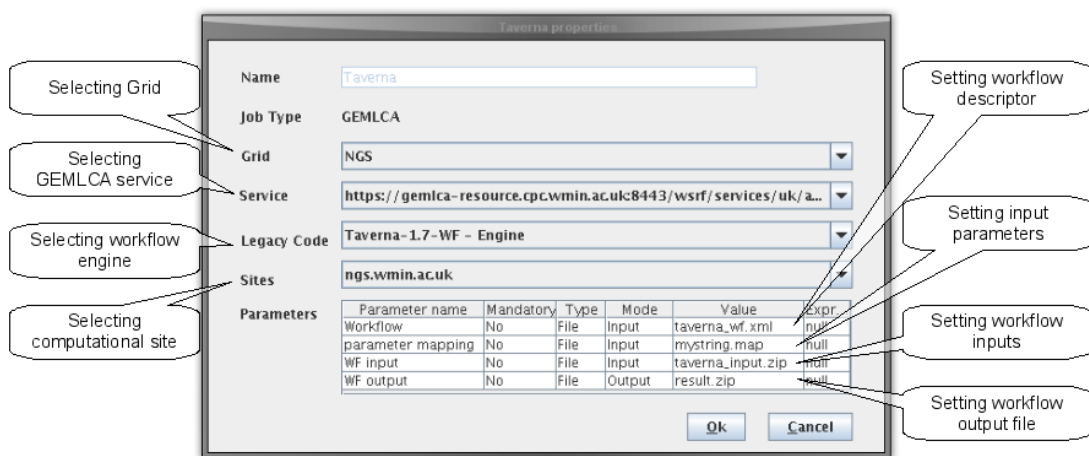 Taverna properties
Name
Taverna
Job Type
GEMLCA
Grid
NGS
Service
https://gemlca-resource.cpc.wmin.ac.uk:8443/wsrf/services/uk/a...
Legacy Code
Taverna-1.7-WF - Engine
Sites
ngs.wmin.ac.uk
Parameters
Parameter name Mandatory Type Mode Value Expr.
Workflow No File Input taverna_wf.xml null
parameter mapping No File Input mystring.map null
WF input No File Input taverna_input.zip null
WF output No File Output result.zip null
Ok
Cancel
Selecting Grid
Selecting
GEMLCA service
Selecting workflow
engine
Selecting
computational site
Setting workflow
descriptor
Setting input
parameters
Setting workflow
inputs
Setting workflow
output file